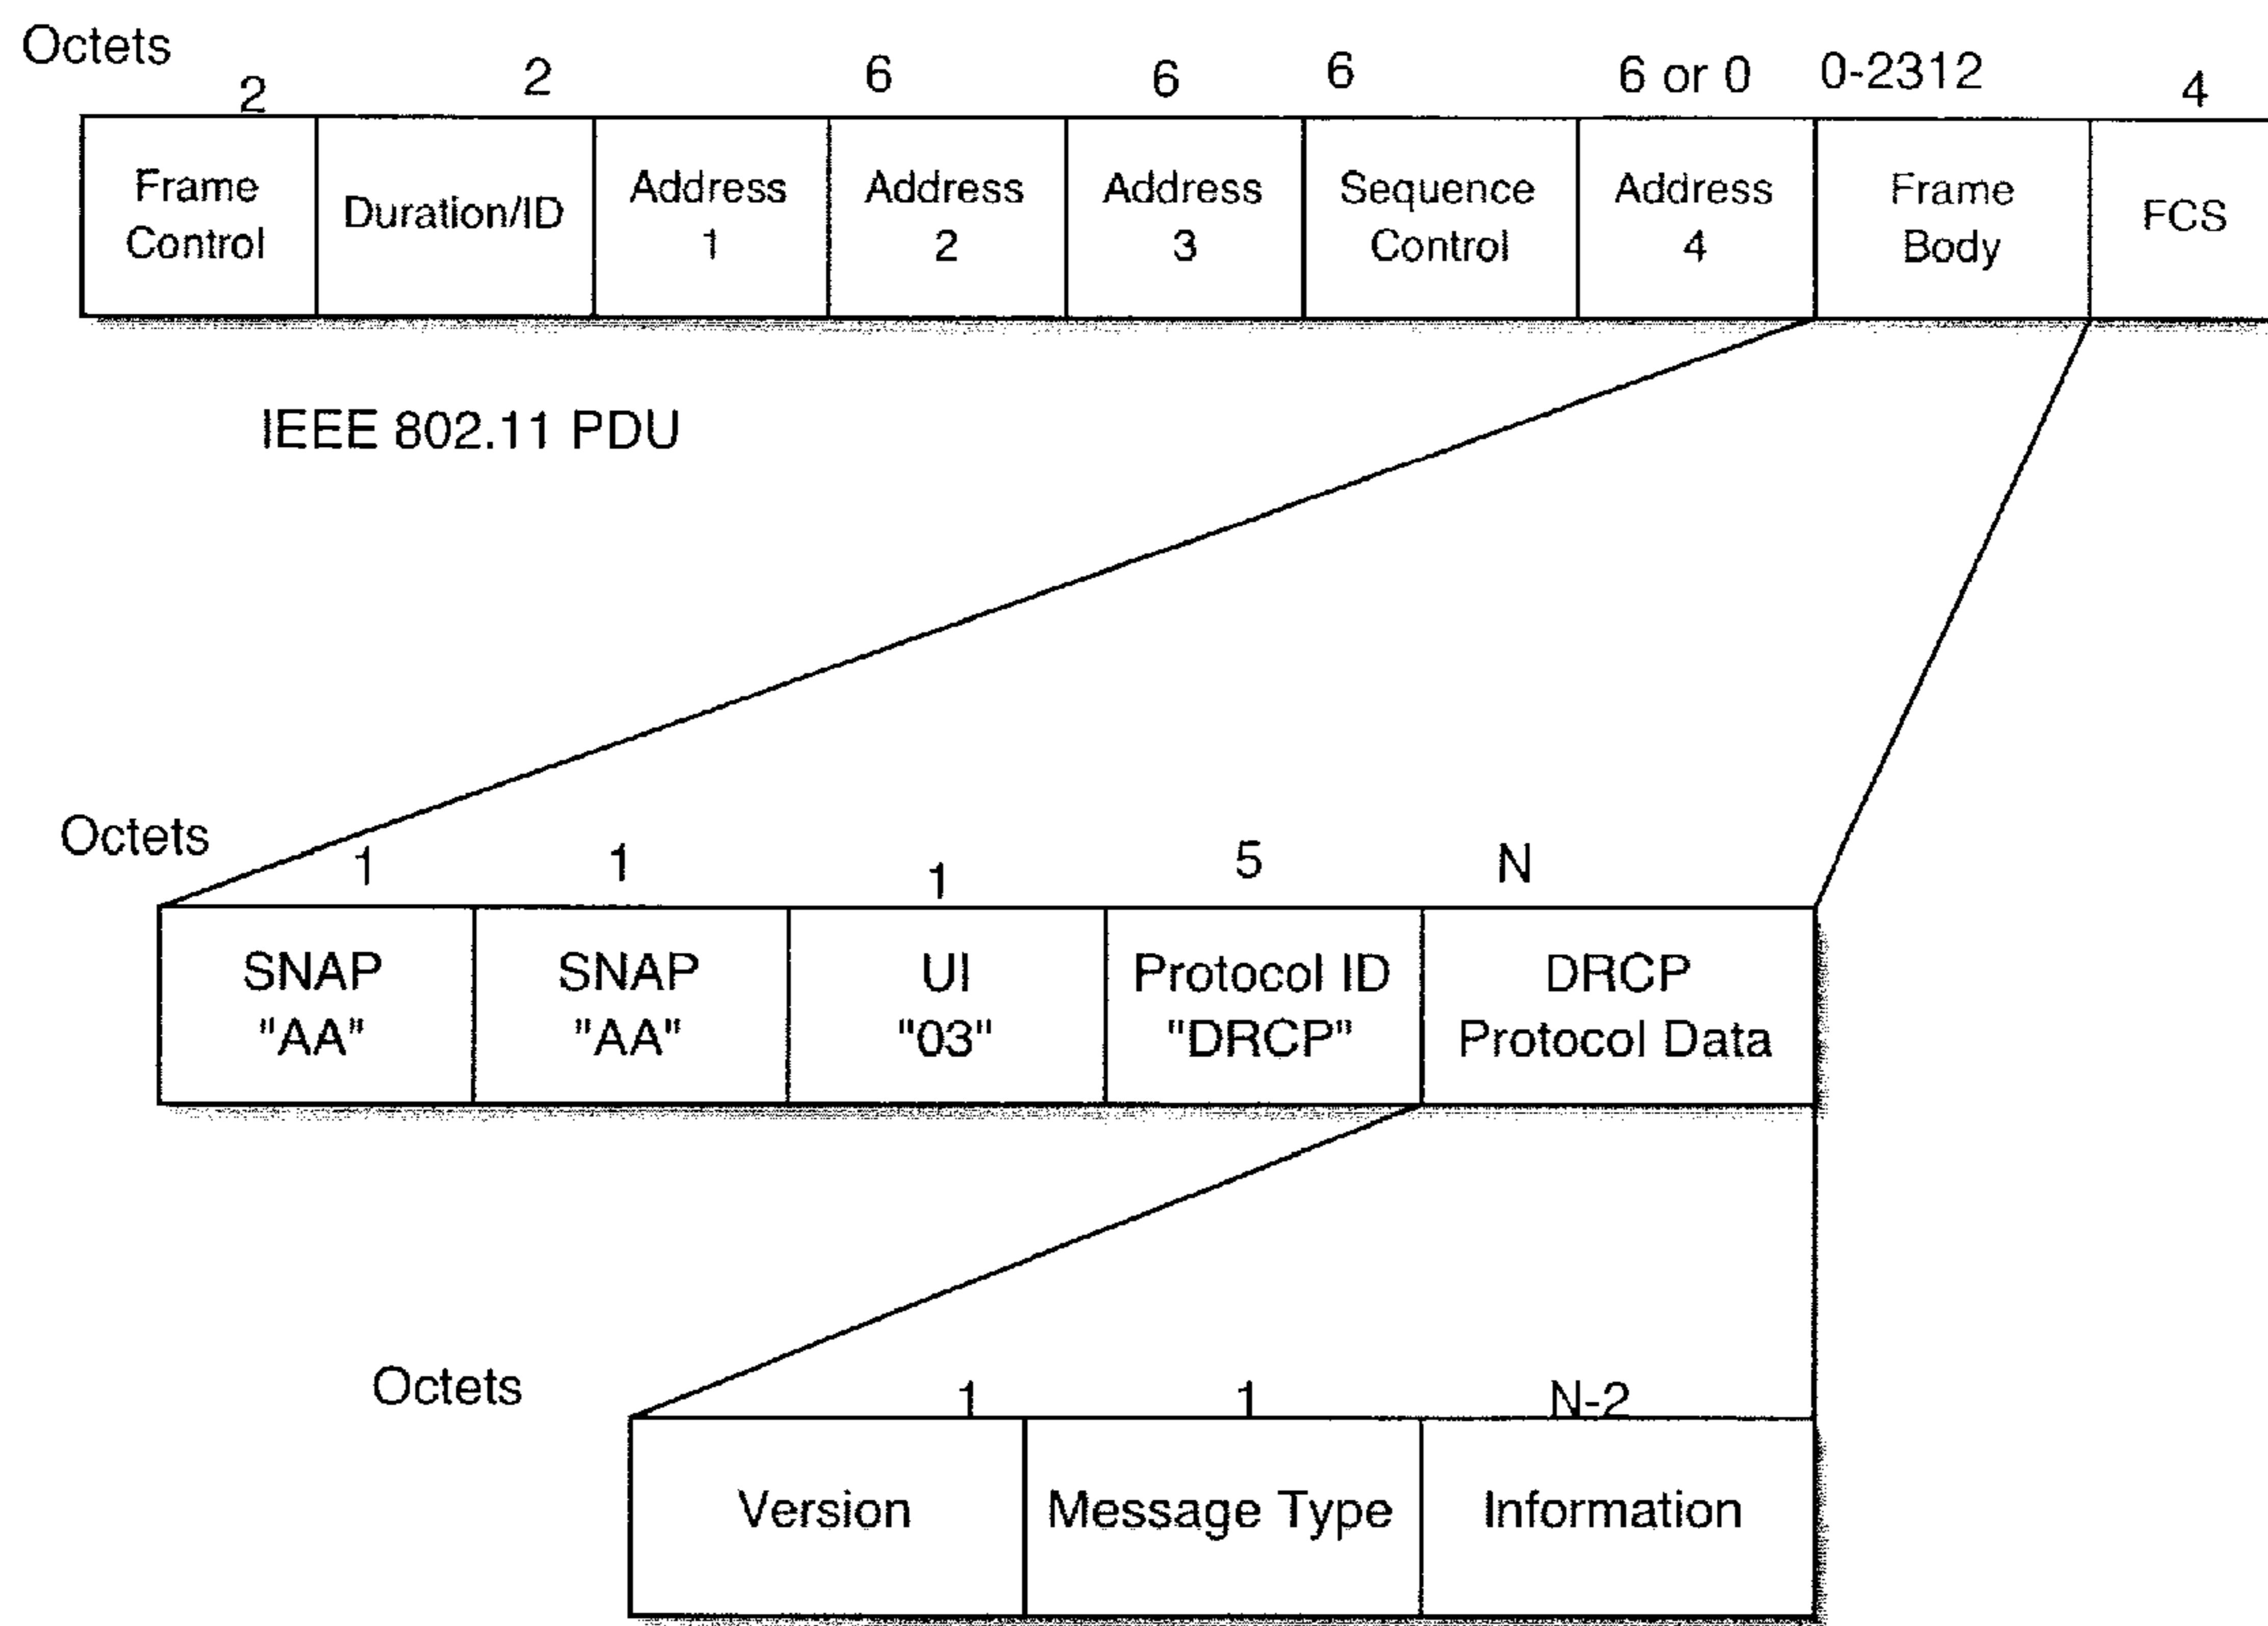 Octets
2 2 6 6 6 6 or 0 0-2312 4
Frame Control
Duration/ID
Address 1
Address 2
Address 3
Sequence Control
Address 4
Frame Body
FCS
IEEE 802.11 PDU
Octets
1 1 1 5 N
SNAP "AA"
SNAP "AA"
UI "03"
Protocol ID "DRCP"
DRCP Protocol Data
Octets
1 1 N-2
Version
Message Type
Information